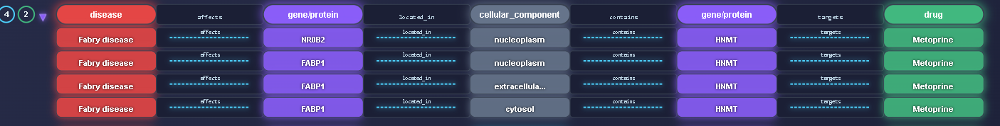 4 2 disease affects gene/protein located_in cellular_component contains gene/protein targets drug
Fabry disease affects NR0B2 located_in nucleoplasm contains HNMT targets Metoprine
Fabry disease affects FABP1 located_in nucleoplasm contains HNMT targets Metoprine
Fabry disease affects FABP1 located_in extracellula... contains HNMT targets Metoprine
Fabry disease affects FABP1 located_in cytosol contains HNMT targets Metoprine